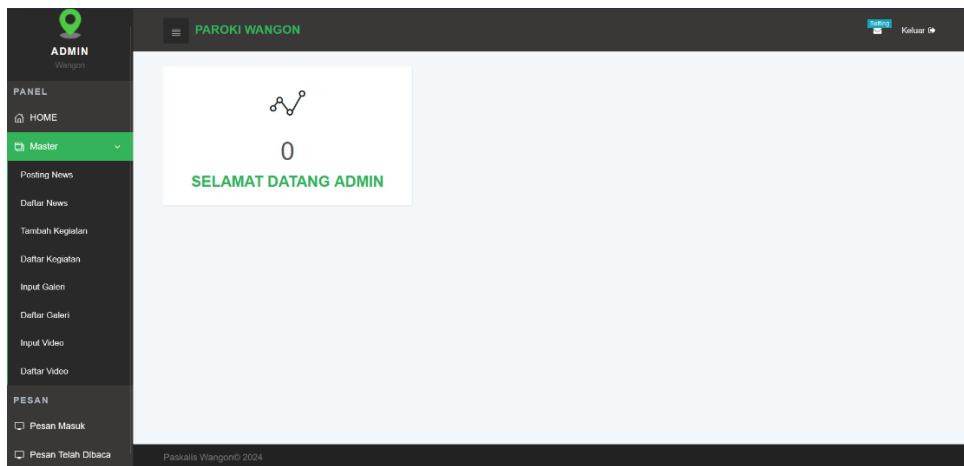 ADMIN
Wangon
PANEL
HOME
Master
Posting News
Daftar News
Tambah Kegiatan
Daftar Kegiatan
Input Galeri
Daftar Galeri
Input Video
Daftar Video
PESAN
Pesan Masuk
Pesan Telah Dibaca
PAROKI WANGON
Setting
Keluar
0
SELAMAT DATANG ADMIN
Paskalis Wangon© 2024